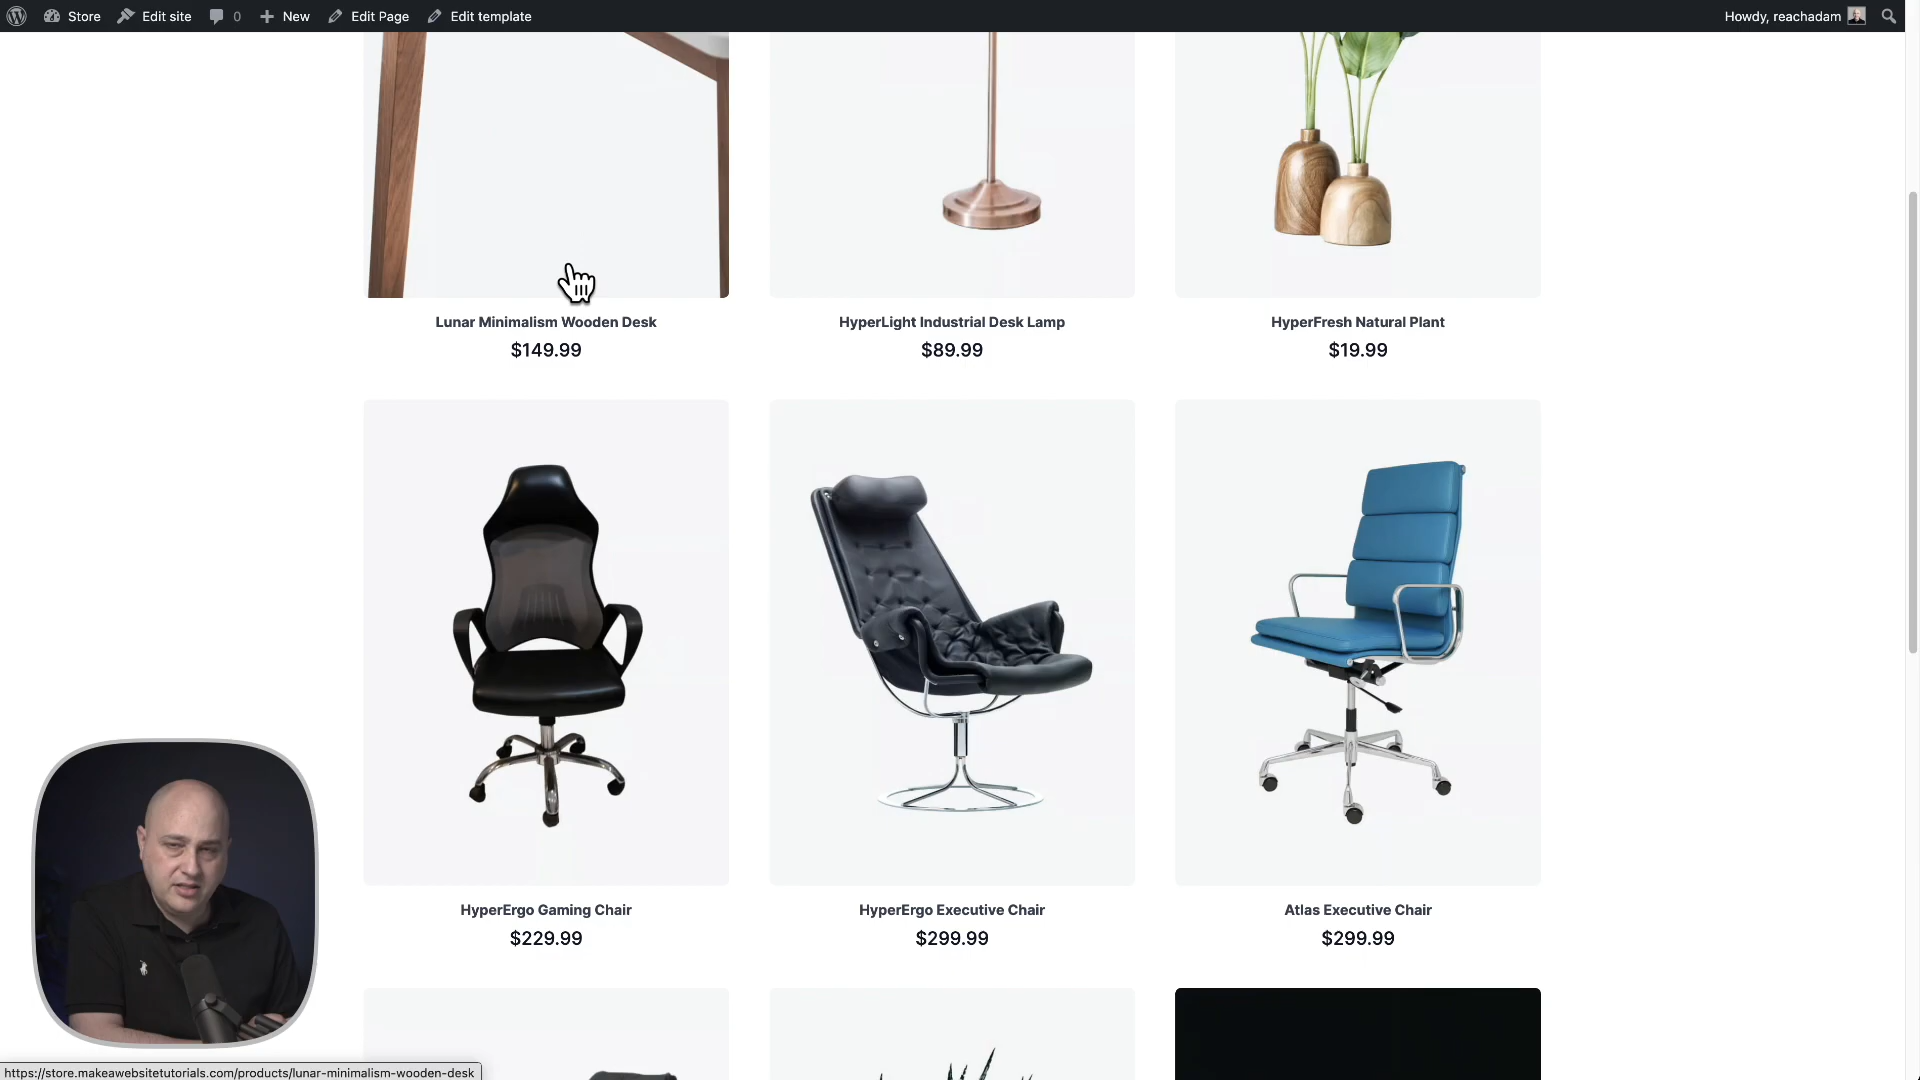 Store
Edit site
0
New
Edit Page
Edit template
Howdy, reachadam
Lunar Minimalism Wooden Desk
$149.99
HyperLight Industrial Desk Lamp
$89.99
HyperFresh Natural Plant
$19.99
HyperErgo Gaming Chair
$229.99
HyperErgo Executive Chair
$299.99
Atlas Executive Chair
$299.99
https://store.makeawebsitetutorials.com/products/lunar-minimalism-wooden-desk